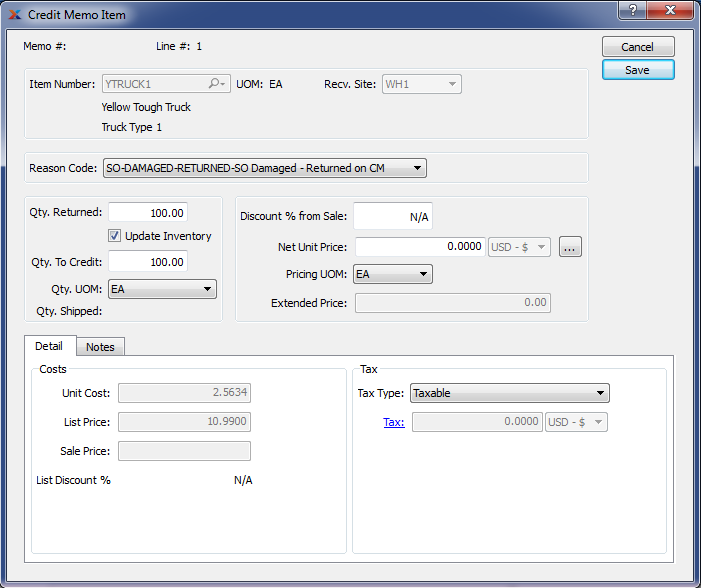 Credit Memo Item
?
Memo #: Line #: 1 Cancel
Save
Item Number: YTRUCK1 UOM: EA Recv. Site: WH1
Yellow Tough Truck
Truck Type 1
Reason Code: SO-DAMAGED-RETURNED-SO Damaged - Returned on CM
Qty. Returned: 100.00
Update Inventory
Qty. To Credit: 100.00
Qty. UOM: EA
Qty. Shipped:
Discount % from Sale: N/A
Net Unit Price: 0.0000 USD - $ ...
Pricing UOM: EA
Extended Price: 0.00
Detail Notes
Costs
Unit Cost: 2.5634
List Price: 10.9900
Sale Price:
List Discount % N/A
Tax
Tax Type: Taxable
Tax: 0.0000 USD - $